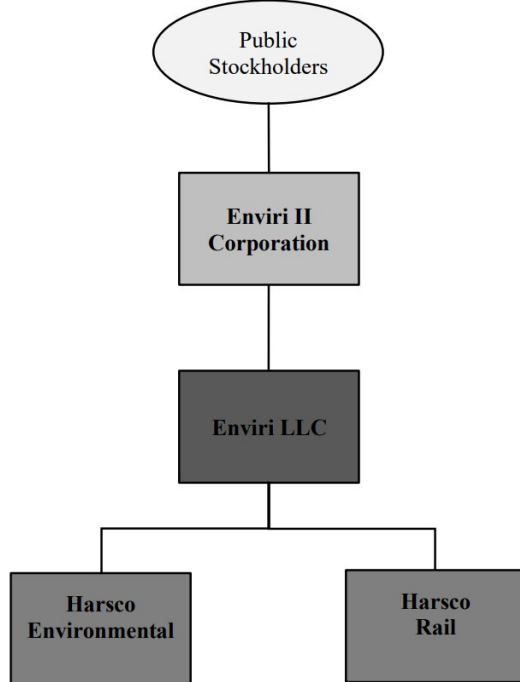 Public
Stockholders
Enviri II
Corporation
Enviri LLC
Harsco
Environmental
Harsco
Rail